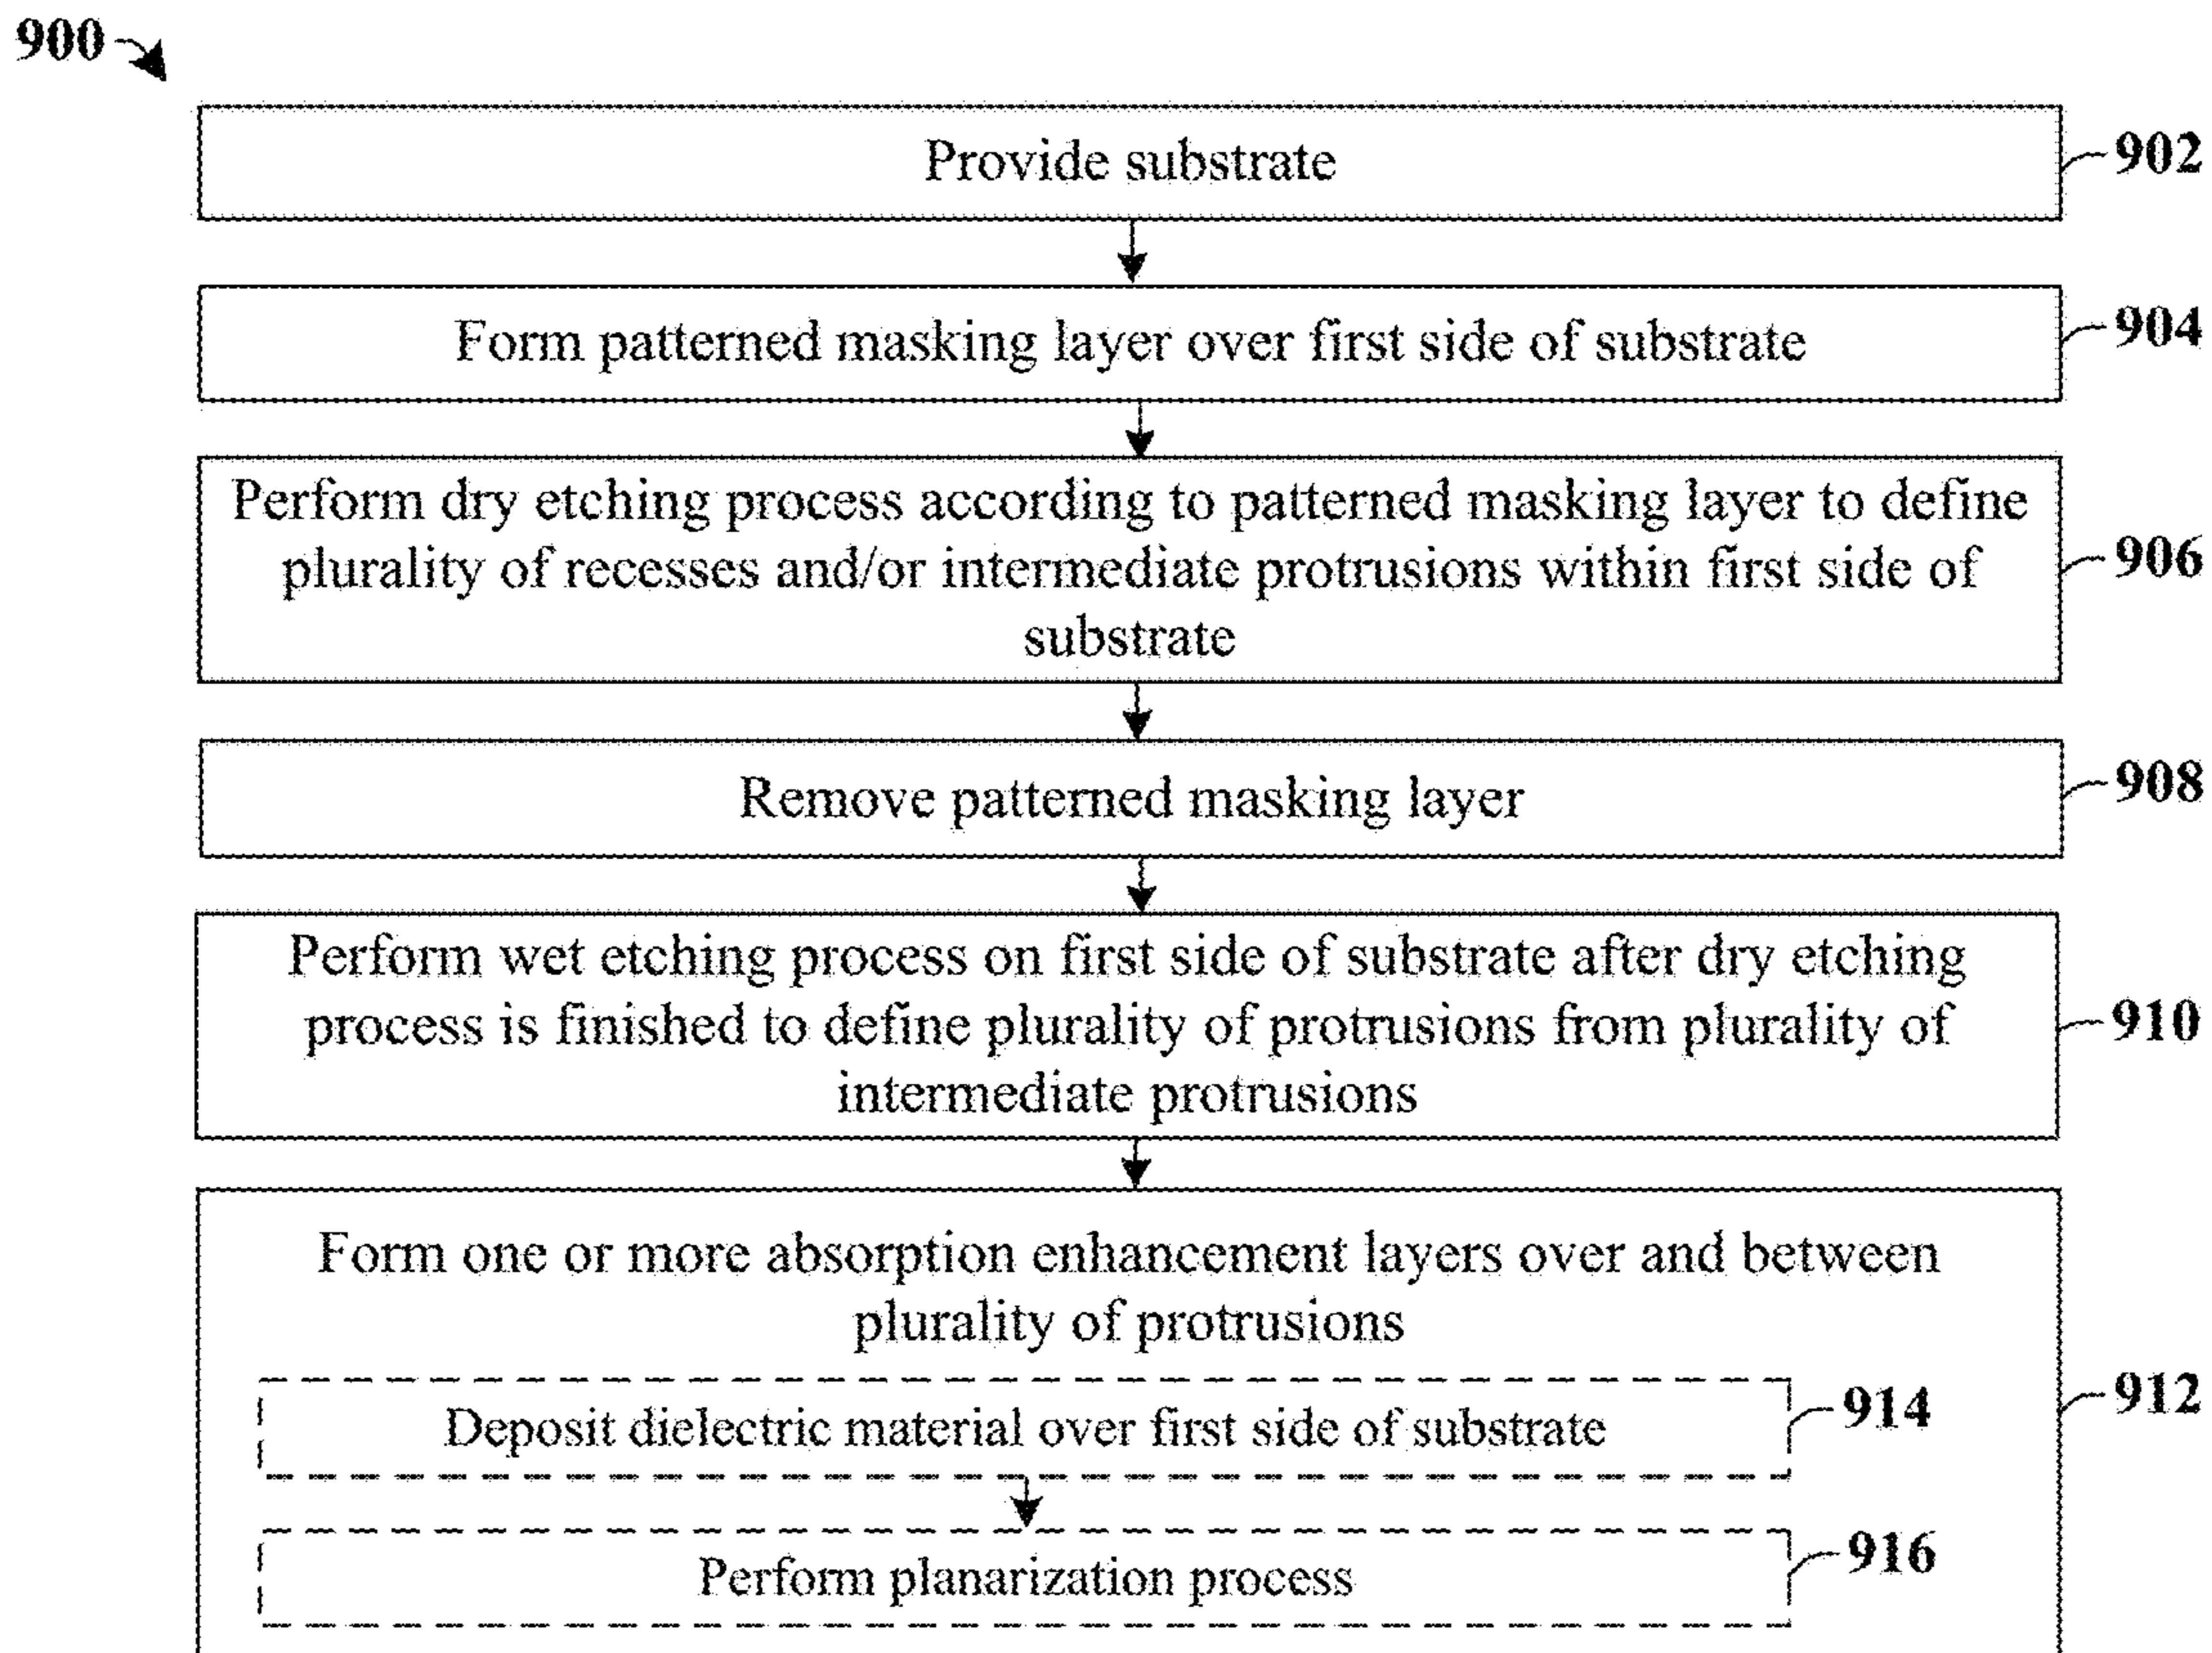 900
Provide substrate
902
Form patterned masking layer over first side of substrate
904
Perform dry etching process according to patterned masking layer to define
plurality of recesses and/or intermediate protrusions within first side of
substrate
906
Remove patterned masking layer
908
Perform wet etching process on first side of substrate after dry etching
process is finished to define plurality of protrusions from plurality of
intermediate protrusions
910
Form one or more absorption enhancement layers over and between
plurality of protrusions
912
Deposit dielectric material over first side of substrate
914
Perform planarization process
916